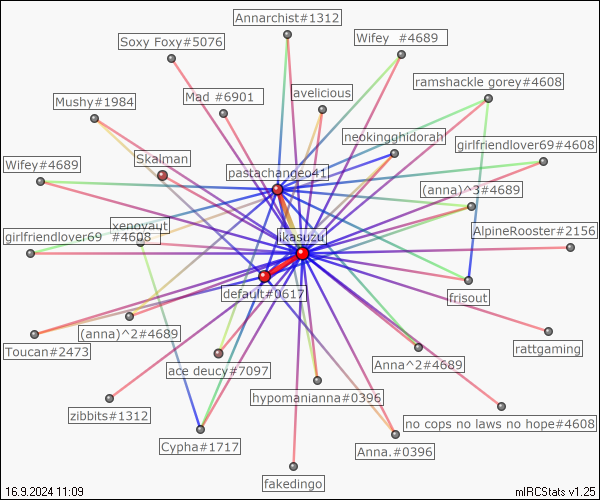 Annarchist#1312
Soxy Foxy#5076
Wifey  #4689
ramshackle gorey#4608
Mushy#1984
Mad #6901
avelicious
neokingghidorah
girlfriendlover69#4608
Skalman
Wifey#4689
pastachangeo41
(anna)^3#4689
xenovaut
girlfriendlover69  #4608
ikasuzu
AlpineRooster#2156
default#0617
frisout
(anna)^2#4689
Toucan#2473
rattgaming
ace deucy#7097
Anna^2#4689
hypomanianna#0396
zibbits#1312
no cops no laws no hope#4608
Cypha#1717
Anna.#0396
fakedingo
16.9.2024 11:09
mIRCStats v1.25